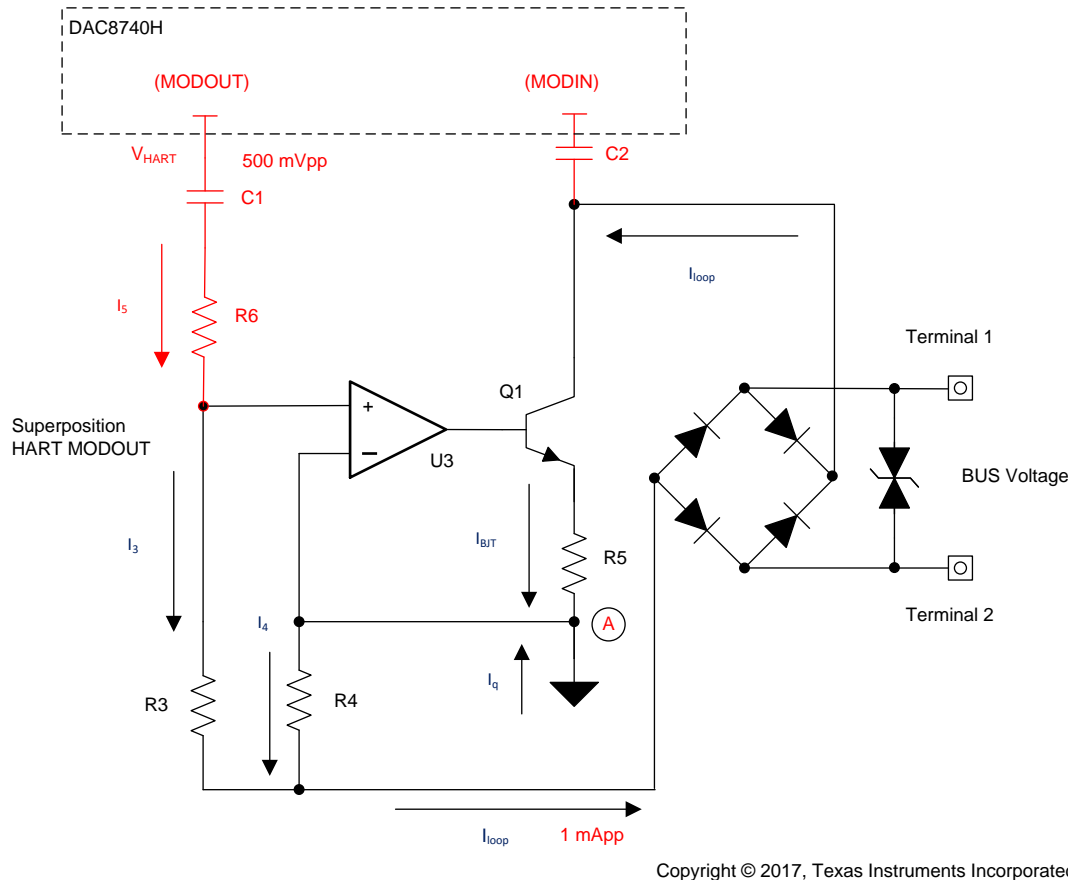 DAC8740H
(MODOUT)
(MODIN)
VHART
500 mVpp
C1
C2
Iloop
I5
R6
Terminal 1
Q1
+
Superposition
HART MODOUT
−
U3
BUS Voltage
I3
IBJT
R5
Terminal 2
I4
A
Iq
R3
R4
Iloop
1 mApp
Copyright © 2017, Texas Instruments Incorporated